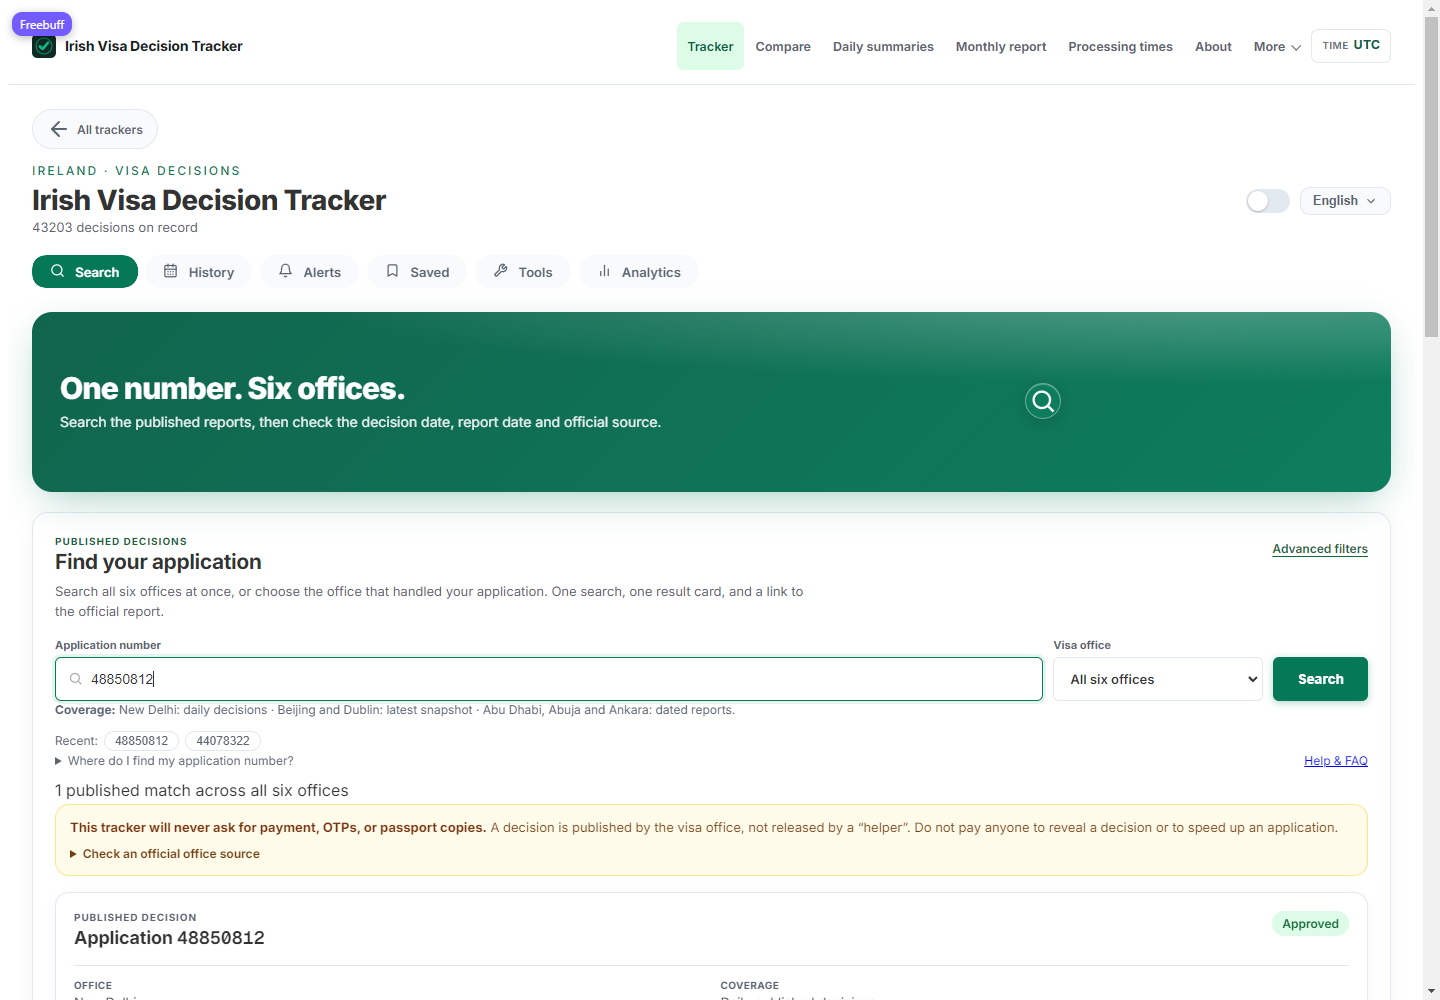 Freebuff
Irish Visa Decision Tracker
Tracker Compare Daily summaries Monthly report Processing times About More TIME UTC
All trackers
IRELAND · VISA DECISIONS
Irish Visa Decision Tracker
43203 decisions on record
English
Search History Alerts Saved Tools Analytics
One number. Six offices.
Search the published reports, then check the decision date, report date and official source.
PUBLISHED DECISIONS
Find your application
Advanced filters
Search all six offices at once, or choose the office that handled your application. One search, one result card, and a link to
the official report.
Application number
Visa office
48850812
All six offices
Search
Coverage: New Delhi: daily decisions · Beijing and Dublin: latest snapshot · Abu Dhabi, Abuja and Ankara: dated reports.
Recent: 48850812 44078322
Where do I find my application number?
Help & FAQ
1 published match across all six offices
This tracker will never ask for payment, OTPs, or passport copies. A decision is published by the visa office, not released by a “helper”. Do not pay anyone to reveal a decision or to speed up an application.
Check an official office source
PUBLISHED DECISION
Application 48850812
Approved
OFFICE
COVERAGE